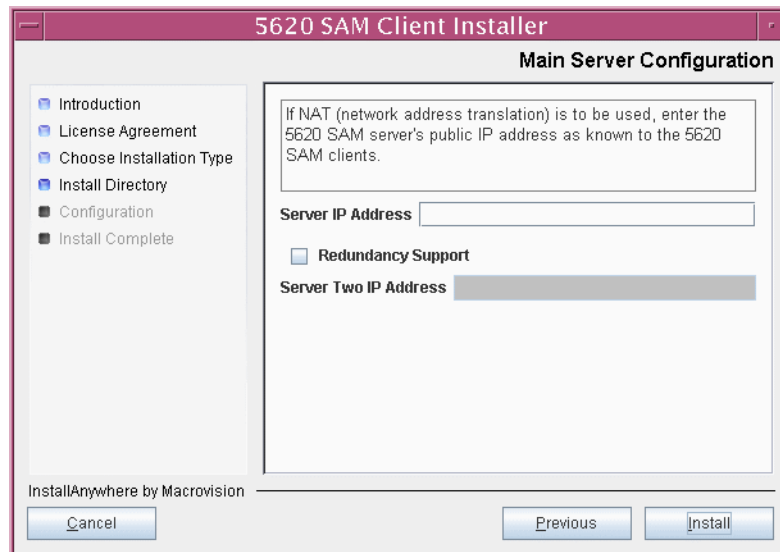 5620 SAM Client Installer
Main Server Configuration
Introduction
License Agreement
Choose Installation Type
Install Directory
Configuration
Install Complete
If NAT (network address translation) is to be used, enter the
5620 SAM server's public IP address as known to the 5620
SAM clients.
Server IP Address
Redundancy Support
Server Two IP Address
InstallAnywhere by Macrovision
Cancel
Previous
Install